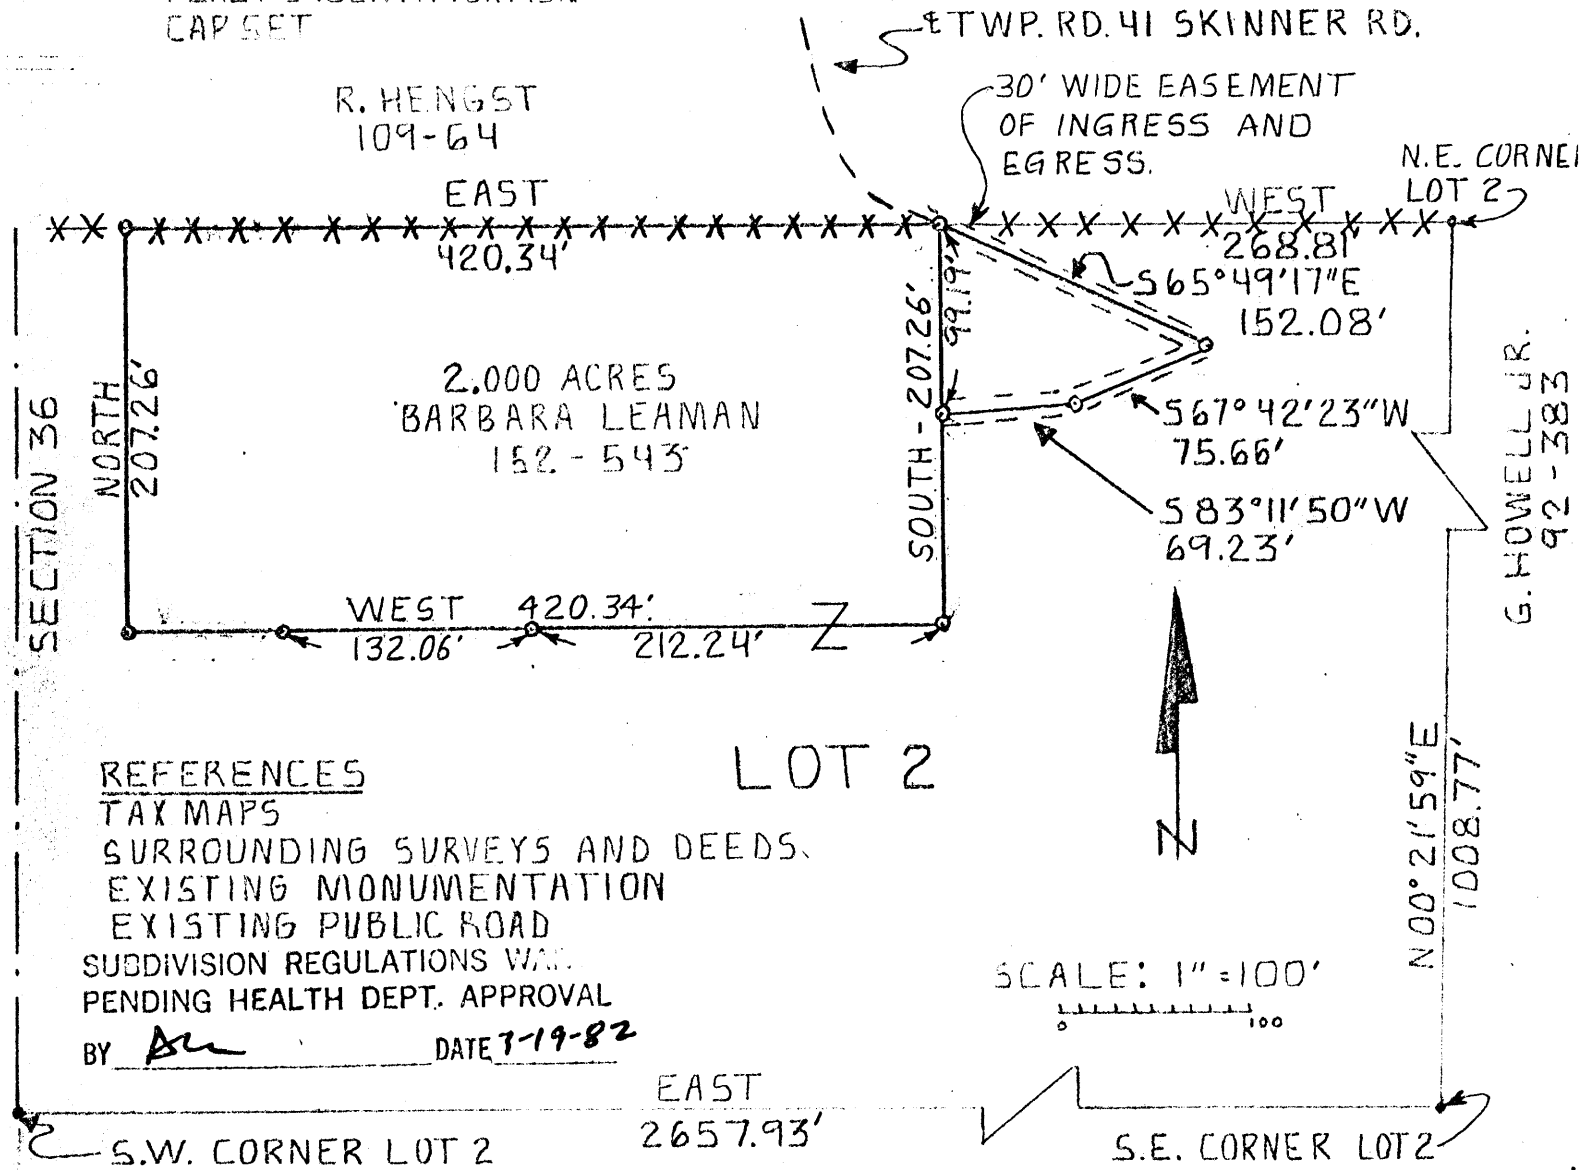 CAP SET
℄ TWP. RD. 41 SKINNER RD.
R. HENGST
109-64
30' WIDE EASEMENT
OF INGRESS AND
EGRESS.
N.E. CORNE
LOT 2
EAST
420.34'
WEST
268.81'
S65°49'17"E
152.08'
99.19'
SOUTH - 207.26'
NORTH
207.26'
SECTION 36
2.000 ACRES
BARBARA LEAMAN
152-543
S67°42'23"W
75.66'
S83°11'50"W
69.23'
G. HOWELL JR.
92-383
WEST 420.34'
132.06'
212.24'
Z
LOT 2
N
N00°21'59"E
1008.77'
REFERENCES
TAX MAPS
SURROUNDING SURVEYS AND DEEDS.
EXISTING MONUMENTATION
EXISTING PUBLIC ROAD
SUBDIVISION REGULATIONS
PENDING HEALTH DEPT. APPROVAL
BY DATE 7-19-82
SCALE: 1"=100'
0 100
EAST
2657.93'
S.W. CORNER LOT 2
S.E. CORNER LOT 2